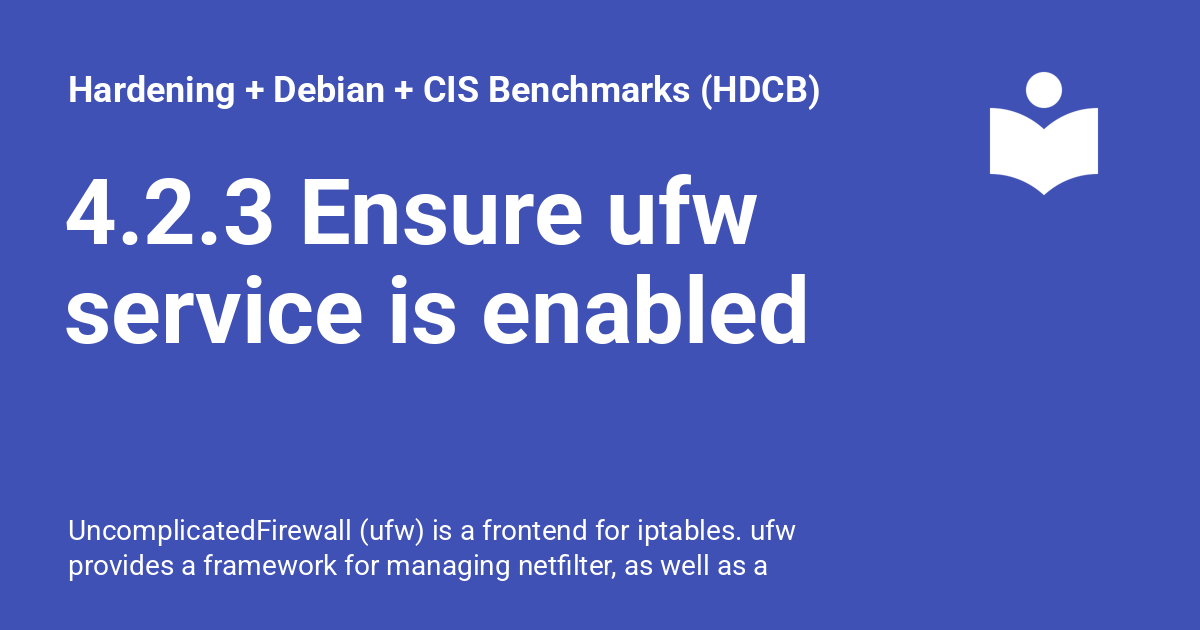 Hardening + Debian + CIS Benchmarks (HDCB)
4.2.3 Ensure ufw
service is enabled
UncomplicatedFirewall (ufw) is a frontend for iptables. ufw
provides a framework for managing netfilter, as well as a